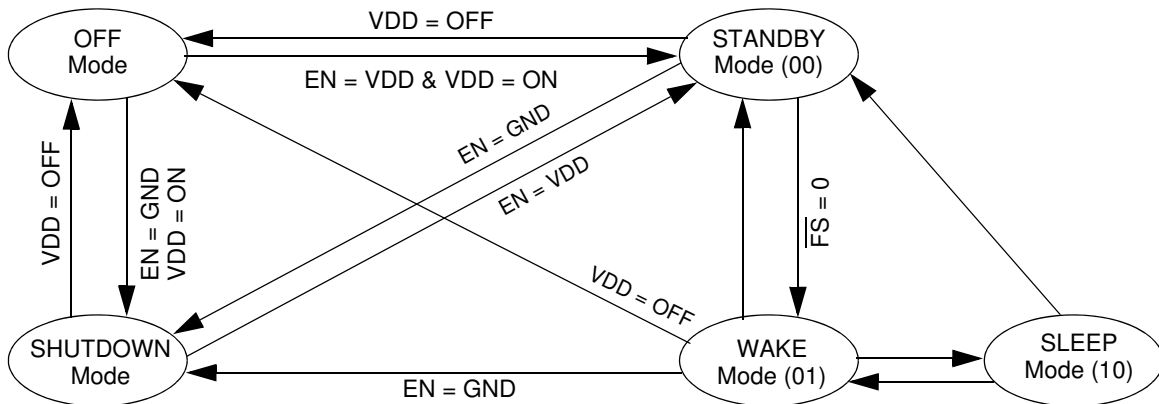 OFF
Mode
VDD = OFF
EN = VDD & VDD = ON
STANDBY
Mode (00)
EN = GND
EN = VDD
VDD = OFF
EN = GND
VDD = ON
F̅S̅ = 0
VDD = OFF
SHUTDOWN
Mode
EN = GND
WAKE
Mode (01)
SLEEP
Mode (10)